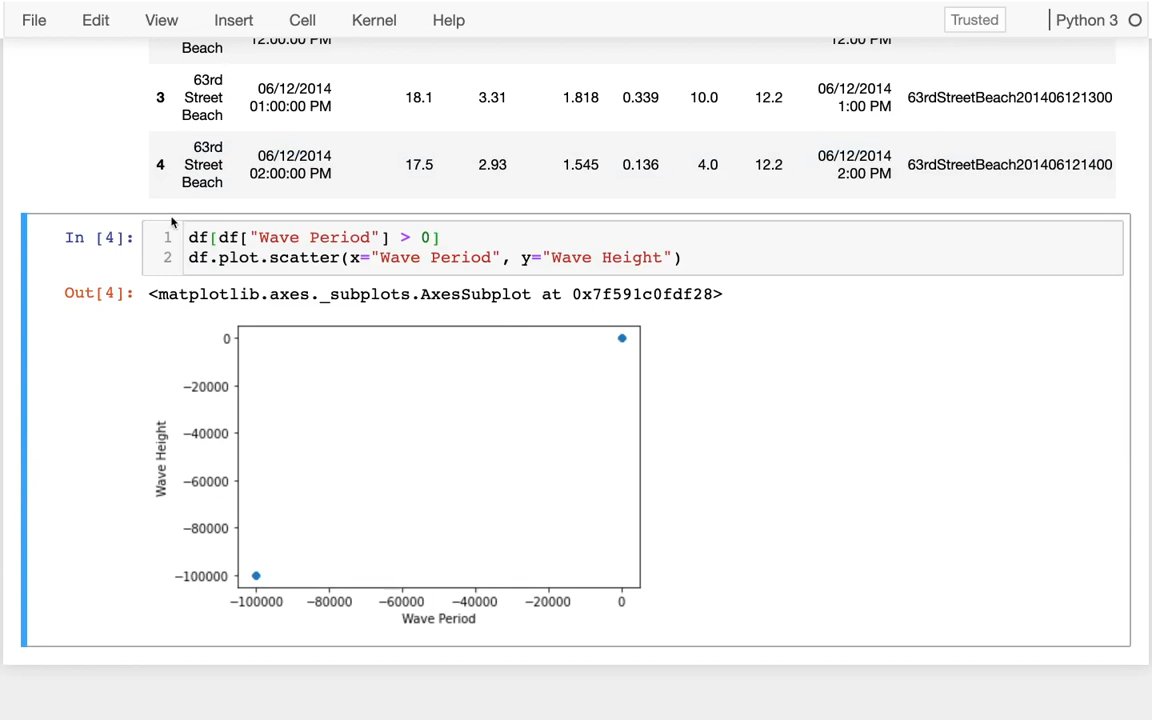 File Edit View Insert Cell Kernel Help Trusted Python 3
Beach 12:00:00 PM 12:00 PM
63rd
3 Street 06/12/2014 01:00:00 PM 18.1 3.31 1.818 0.339 10.0 12.2 06/12/2014 1:00 PM 63rdStreetBeach201406121300
Beach
63rd
4 Street 06/12/2014 02:00:00 PM 17.5 2.93 1.545 0.136 4.0 12.2 06/12/2014 2:00 PM 63rdStreetBeach201406121400
Beach
In [4]: 1 df[df["Wave Period"] > 0]
2 df.plot.scatter(x="Wave Period", y="Wave Height")
Out[4]: <matplotlib.axes._subplots.AxesSubplot at 0x7f591c0fdf28>
0
−20000
−40000
Wave Height
−60000
−80000
−100000
−100000 −80000 −60000 −40000 −20000 0
Wave Period